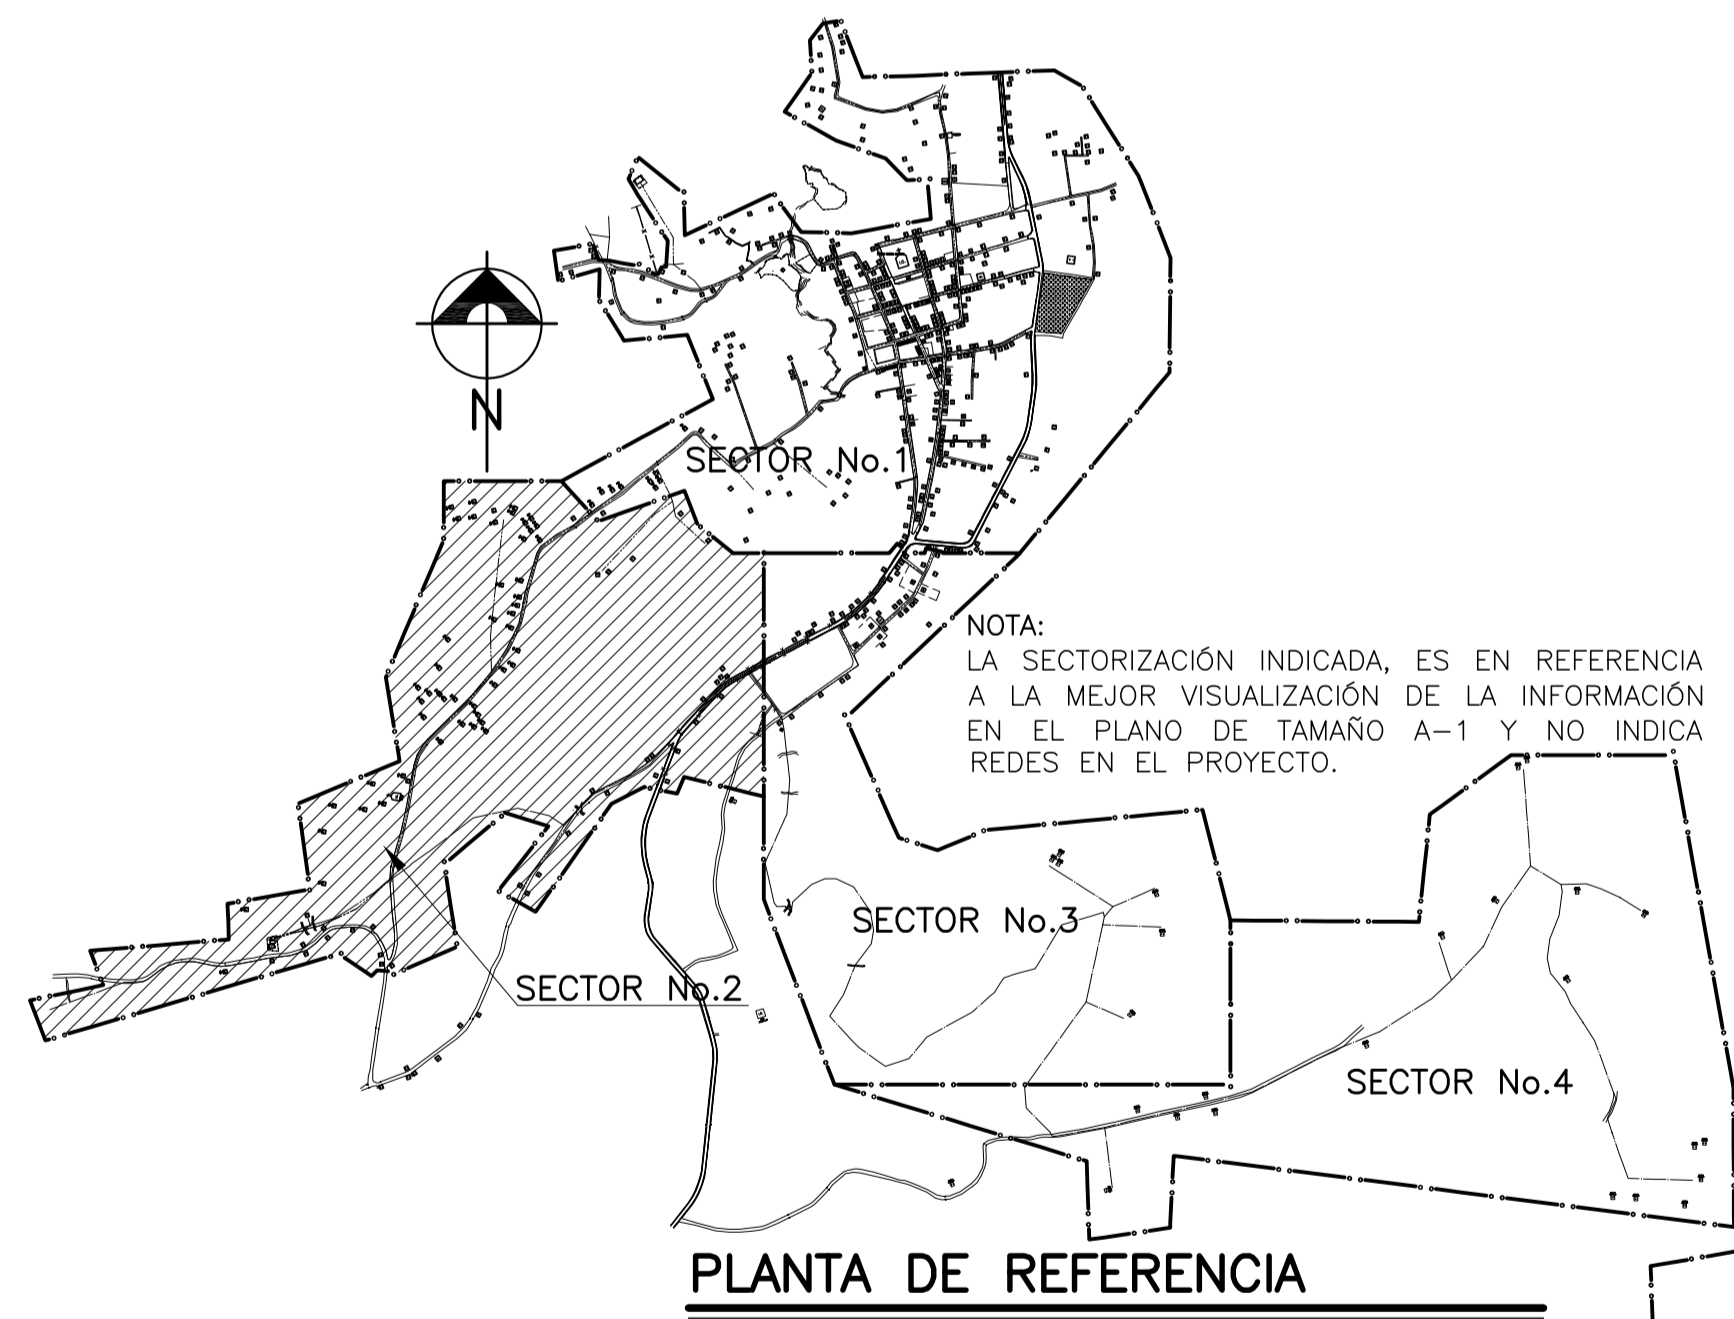 N
SECTOR No.1
NOTA:
LA SECTORIZACIÓN INDICADA, ES EN REFERENCIA
A LA MEJOR VISUALIZACIÓN DE LA INFORMACIÓN
EN EL PLANO DE TAMAÑO A-1 Y NO INDICA
REDES EN EL PROYECTO.
SECTOR No.3
SECTOR No.2
SECTOR No.4
PLANTA DE REFERENCIA